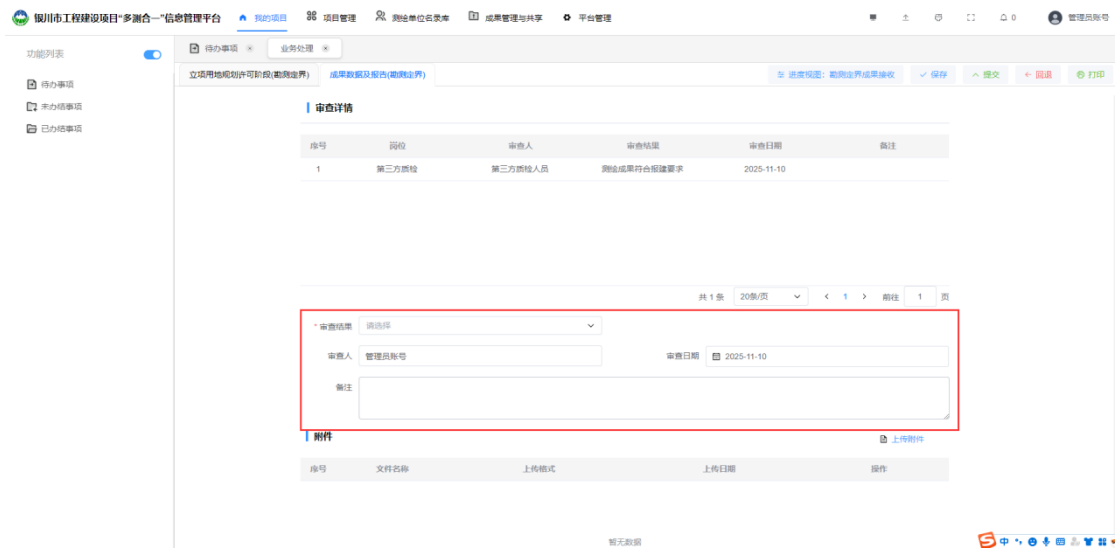 银川市工程建设项目“多测合一”信息管理平台 我的项目 项目管理 测绘单位名录库 成果管理与共享 平台管理 0 管理员账号
功能列表 待办事项 业务处理
立项用地规划许可阶段(勘测定界) 成果数据及报告(勘测定界) 进度视图：勘测定界成果接收 保存 提交 回退 打印
待办事项
未办结事项
已办结事项
审查详情
序号 岗位 审查人 审查结果 审查日期 备注
1 第三方质检 第三方质检人员 测绘成果符合报建要求 2025-11-10
共 1 条 20条/页 1 前往 1 页
* 审查结果 请选择
审查人 管理员账号 审查日期 2025-11-10
备注
附件 上传附件
序号 文件名称 上传格式 上传日期 操作
暂无数据
中